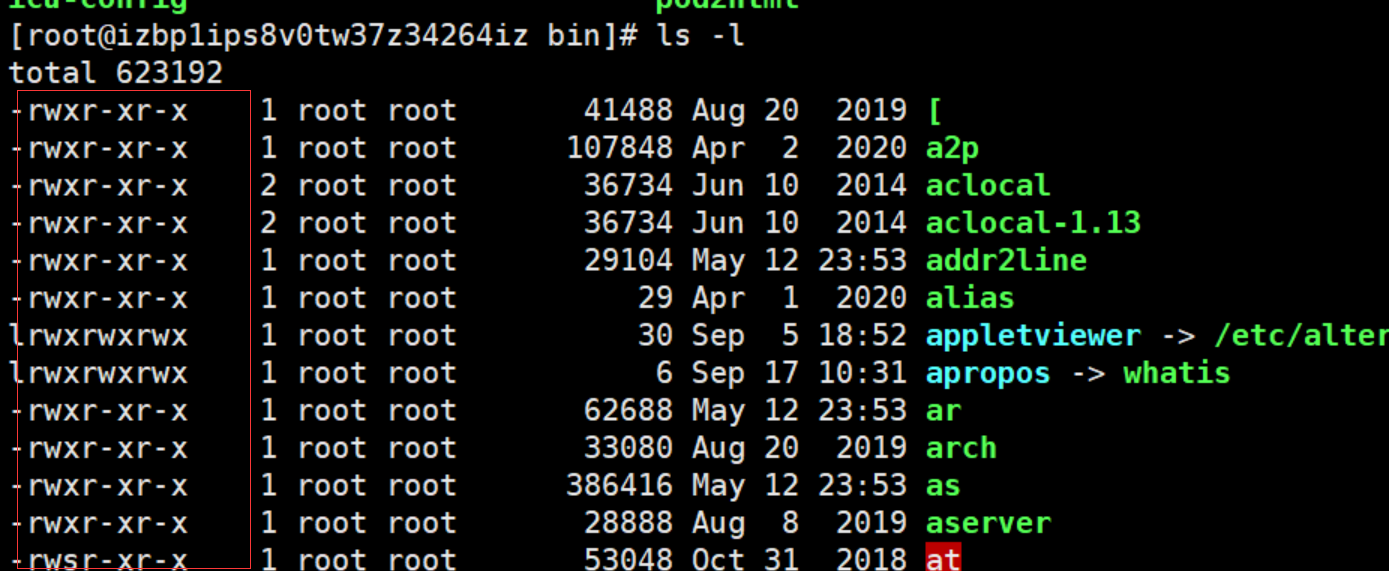 icu-config pod2html
[root@izbp1ips8v0tw37z34264iz bin]# ls -l
total 623192
-rwxr-xr-x 1 root root 41488 Aug 20 2019 [
-rwxr-xr-x 1 root root 107848 Apr 2 2020 a2p
-rwxr-xr-x 2 root root 36734 Jun 10 2014 aclocal
-rwxr-xr-x 2 root root 36734 Jun 10 2014 aclocal-1.13
-rwxr-xr-x 1 root root 29104 May 12 23:53 addr2line
-rwxr-xr-x 1 root root 29 Apr 1 2020 alias
lrwxrwxrwx 1 root root 30 Sep 5 18:52 appletviewer -> /etc/alter
lrwxrwxrwx 1 root root 6 Sep 17 10:31 apropos -> whatis
-rwxr-xr-x 1 root root 62688 May 12 23:53 ar
-rwxr-xr-x 1 root root 33080 Aug 20 2019 arch
-rwxr-xr-x 1 root root 386416 May 12 23:53 as
-rwxr-xr-x 1 root root 28888 Aug 8 2019 aserver
-rwsr-xr-x 1 root root 53048 Oct 31 2018 at